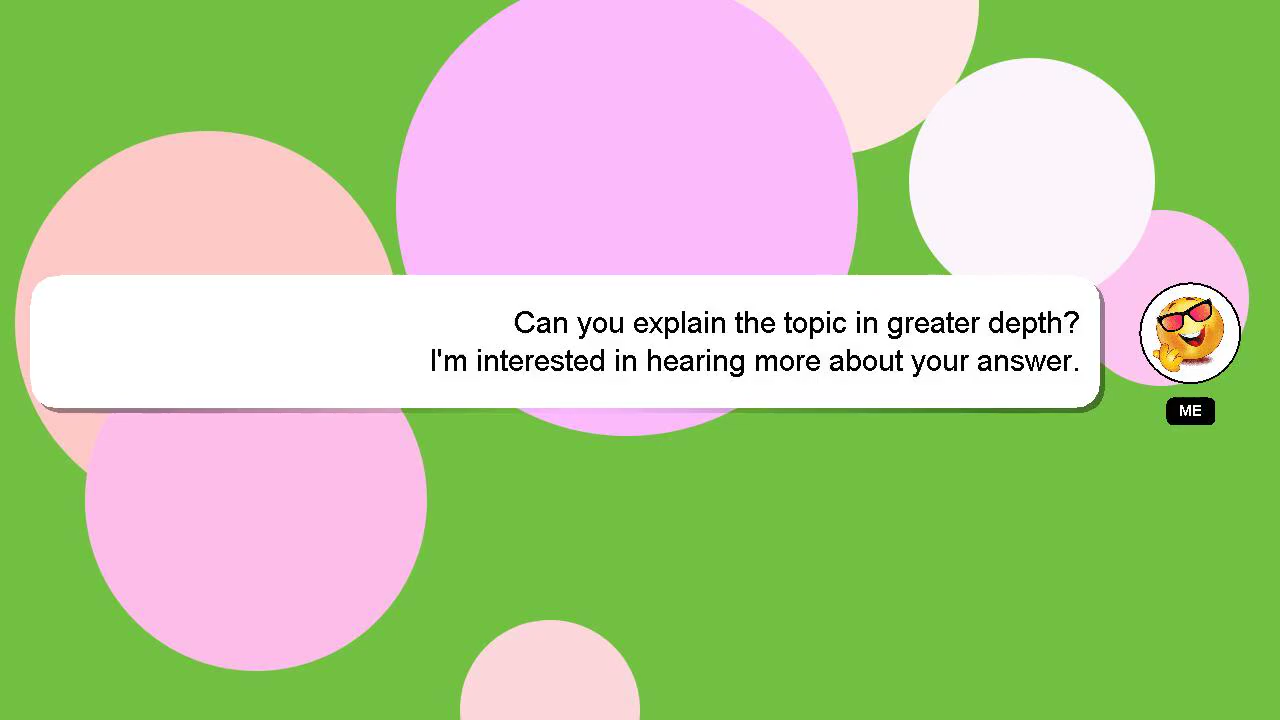 Can you explain the topic in greater depth?
I'm interested in hearing more about your answer.
ME